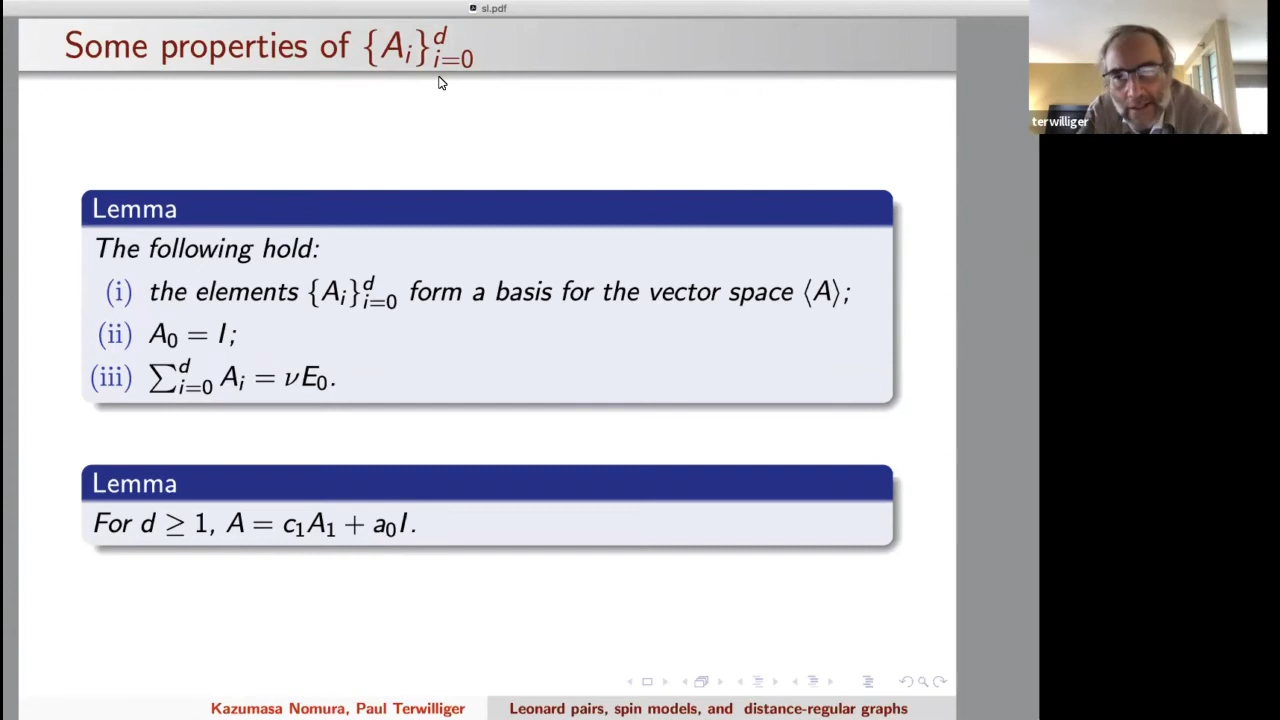 sl.pdf
Some properties of {A_i}_{i=0}^d
terwilliger
Lemma
The following hold:
(i) the elements {A_i}_{i=0}^d form a basis for the vector space ⟨A⟩;
(ii) A_0 = I;
(iii) ∑_{i=0}^d A_i = νE_0.
Lemma
For d ≥ 1, A = c_1A_1 + a_0I.
Kazumasa Nomura, Paul Terwilliger
Leonard pairs, spin models, and distance-regular graphs